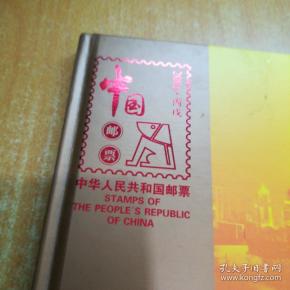 中国
2006·丙戌
邮
票
中华人民共和国邮票
STAMPS OF
THE PEOPLE'S REPUBLIC
OF CHINA
孔夫子旧书网